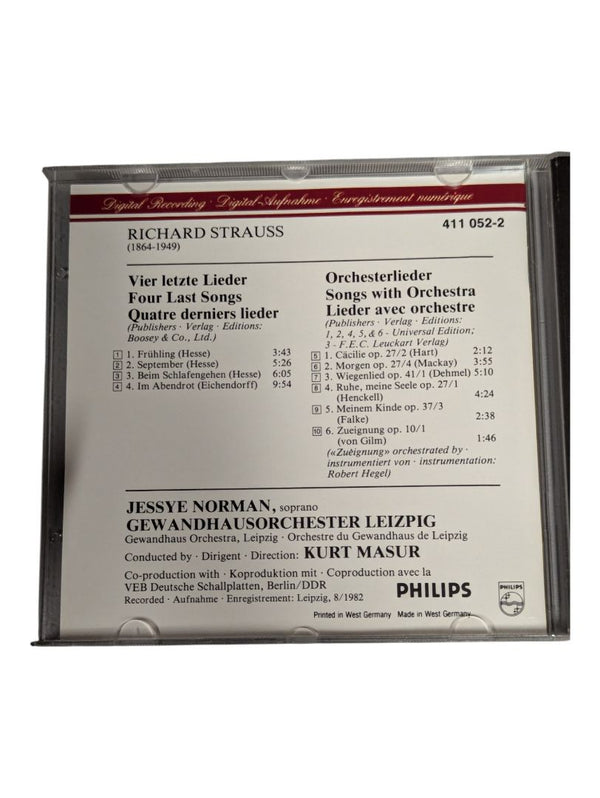 Digital Recording · Digital-Aufnahme · Enregistrement numérique
RICHARD STRAUSS
(1864-1949)
411 052-2
Vier letzte Lieder
Four Last Songs
Quatre derniers lieder
(Publishers · Verlag · Editions:
Boosey & Co., Ltd.)
1 1. Frühling (Hesse) 3:43
2 2. September (Hesse) 5:26
3 3. Beim Schlafengehen (Hesse) 6:05
4 4. Im Abendrot (Eichendorff) 9:54
Orchesterlieder
Songs with Orchestra
Lieder avec orchestre
(Publishers · Verlag · Editions:
1, 2, 4, 5, & 6 - Universal Edition;
3 - F.E.C. Leuckart Verlag)
5 1. Cäcilie op. 27/2 (Hart) 2:12
6 2. Morgen op. 27/4 (Mackay) 3:55
7 3. Wiegenlied op. 41/1 (Dehmel) 5:10
8 4. Ruhe, meine Seele op. 27/1
(Henckell) 4:24
9 5. Meinem Kinde op. 37/3
(Falke) 2:38
10 6. Zueignung op. 10/1
(von Gilm) 1:46
(«Zueignung» orchestrated by ·
instrumentiert von · instrumentation:
Robert Hegel)
JESSYE NORMAN, soprano
GEWANDHAUSORCHESTER LEIZPIG
Gewandhaus Orchestra, Leipzig · Orchestre du Gewandhaus de Leipzig
Conducted by · Dirigent · Direction: KURT MASUR
Co-production with · Koproduktion mit · Coproduction avec la
VEB Deutsche Schallplatten, Berlin/DDR
Recorded · Aufnahme · Enregistrement: Leipzig, 8/1982
PHILIPS
PHILIPS
Printed in West Germany Made in West Germany